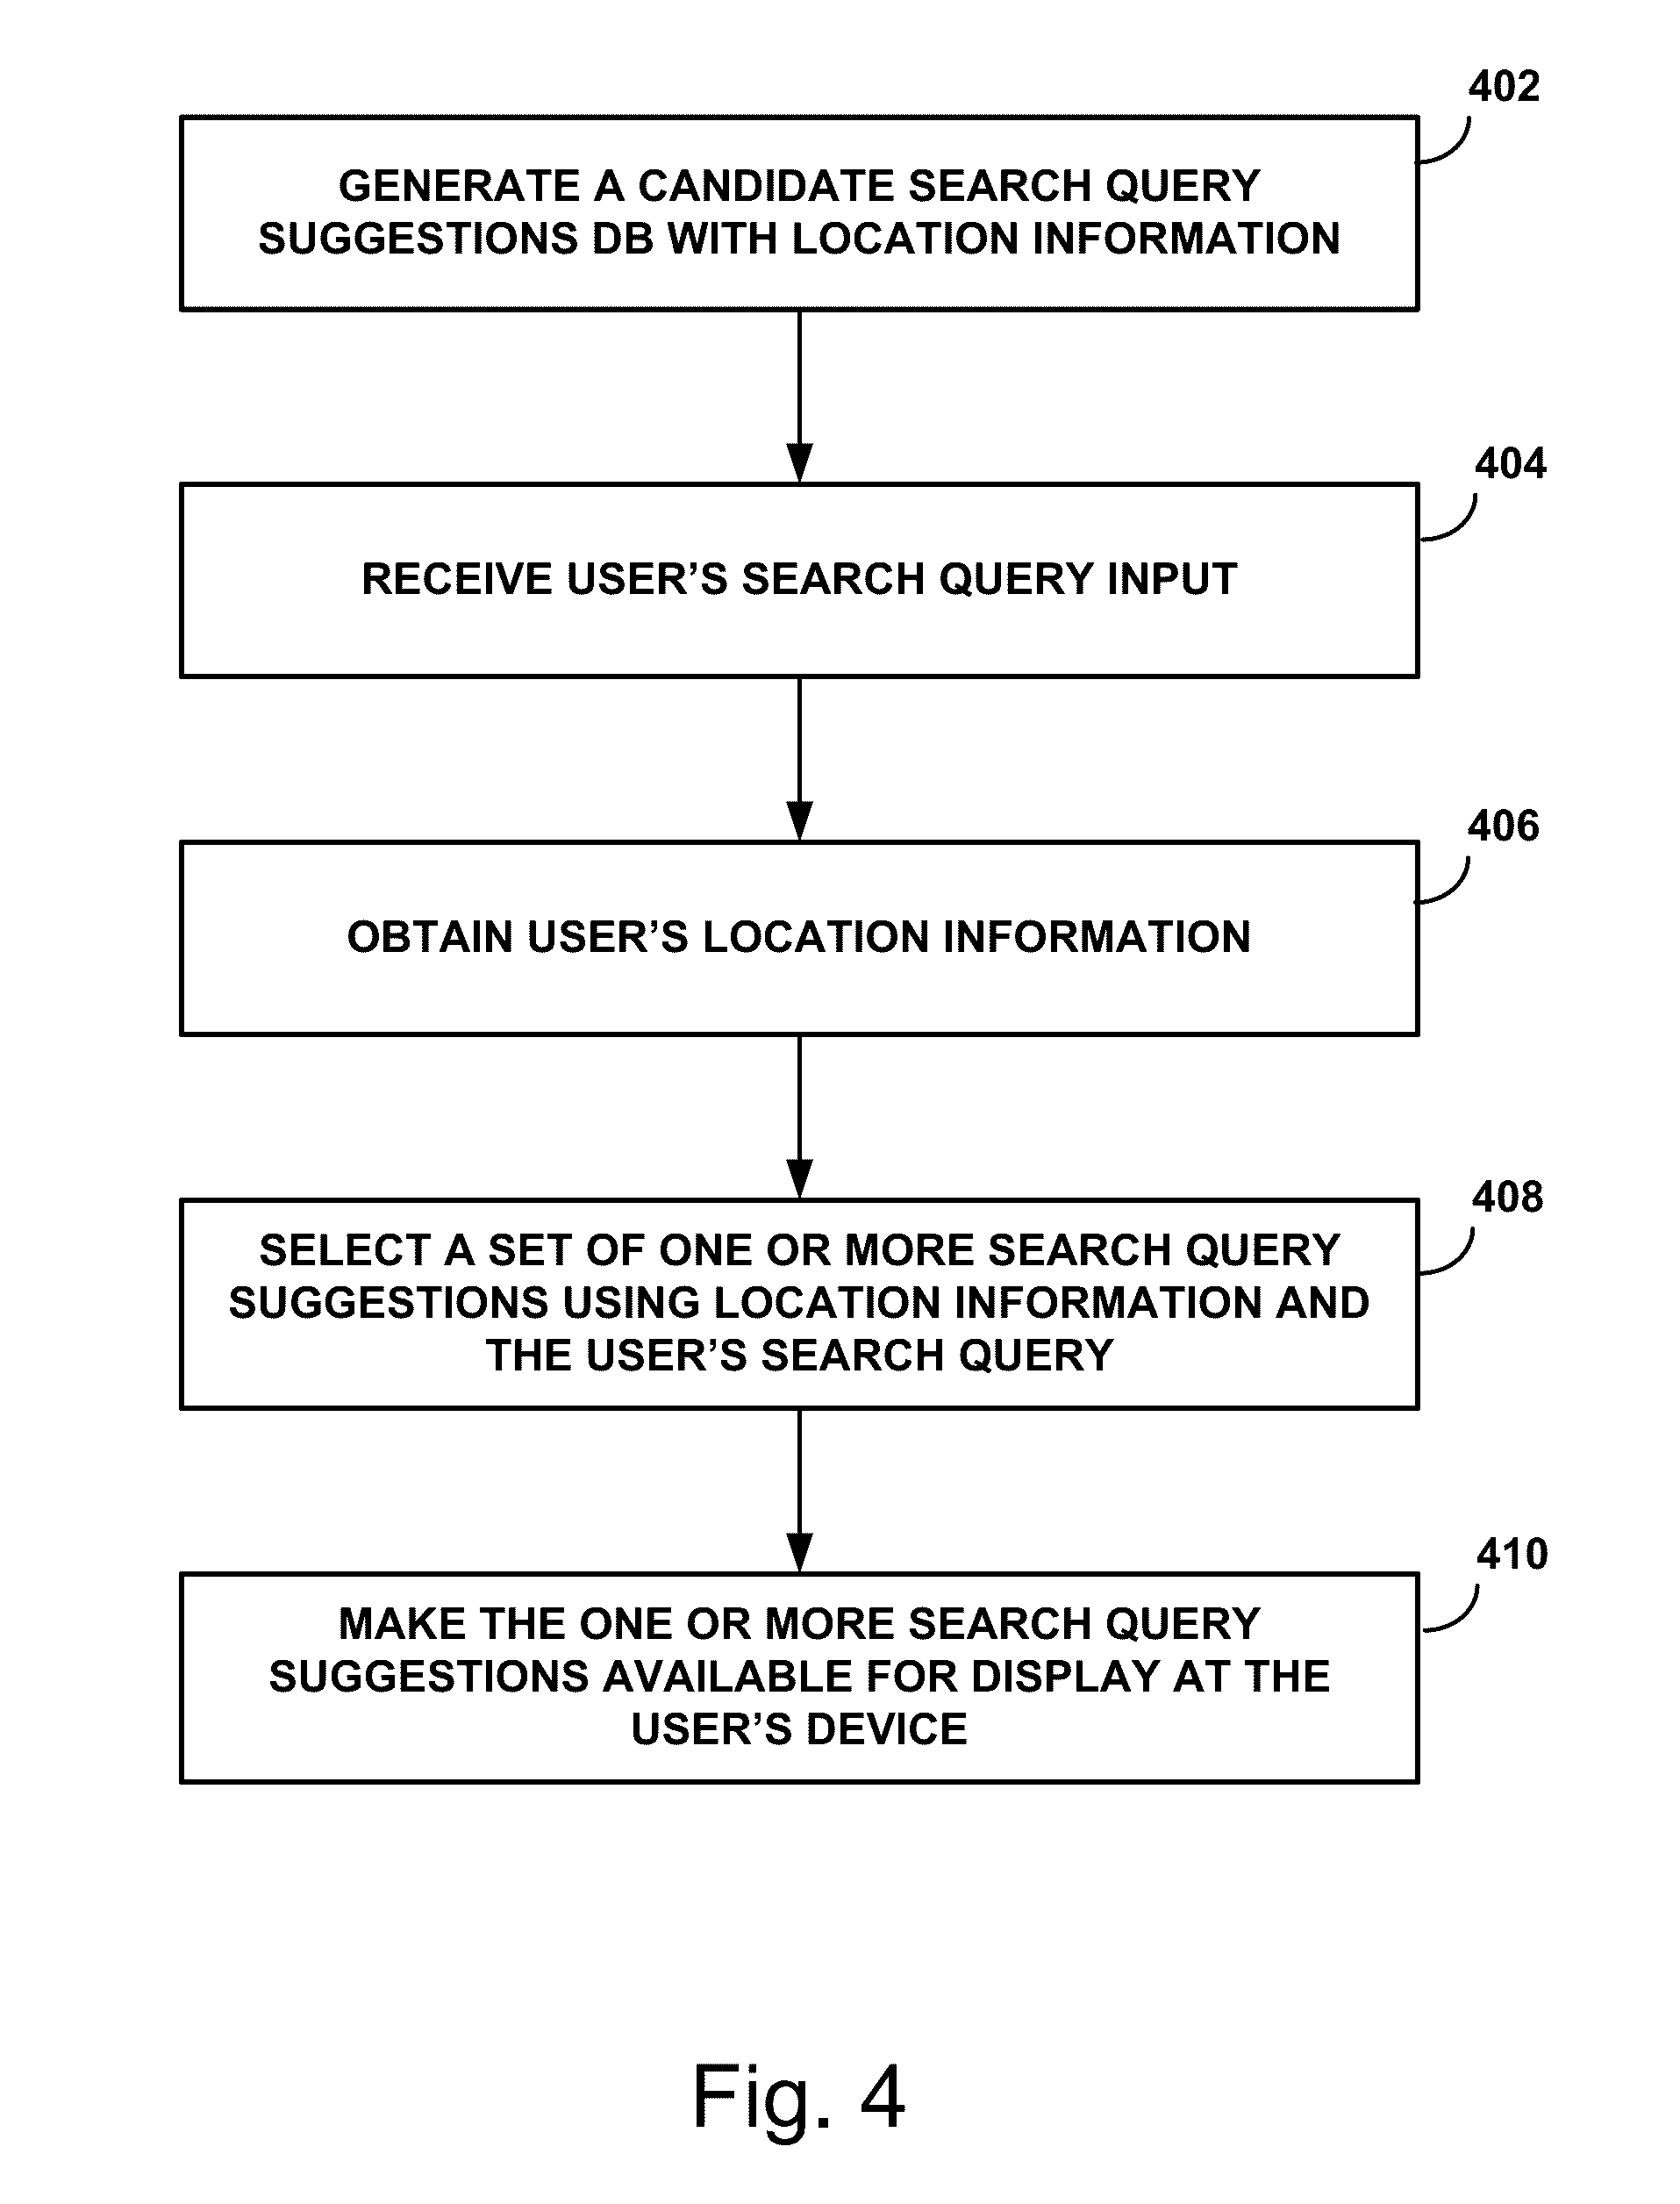 402
GENERATE A CANDIDATE SEARCH QUERY
SUGGESTIONS DB WITH LOCATION INFORMATION
404
RECEIVE USER’S SEARCH QUERY INPUT
406
OBTAIN USER’S LOCATION INFORMATION
408
SELECT A SET OF ONE OR MORE SEARCH QUERY
SUGGESTIONS USING LOCATION INFORMATION AND
THE USER’S SEARCH QUERY
410
MAKE THE ONE OR MORE SEARCH QUERY
SUGGESTIONS AVAILABLE FOR DISPLAY AT THE
USER’S DEVICE
Fig. 4